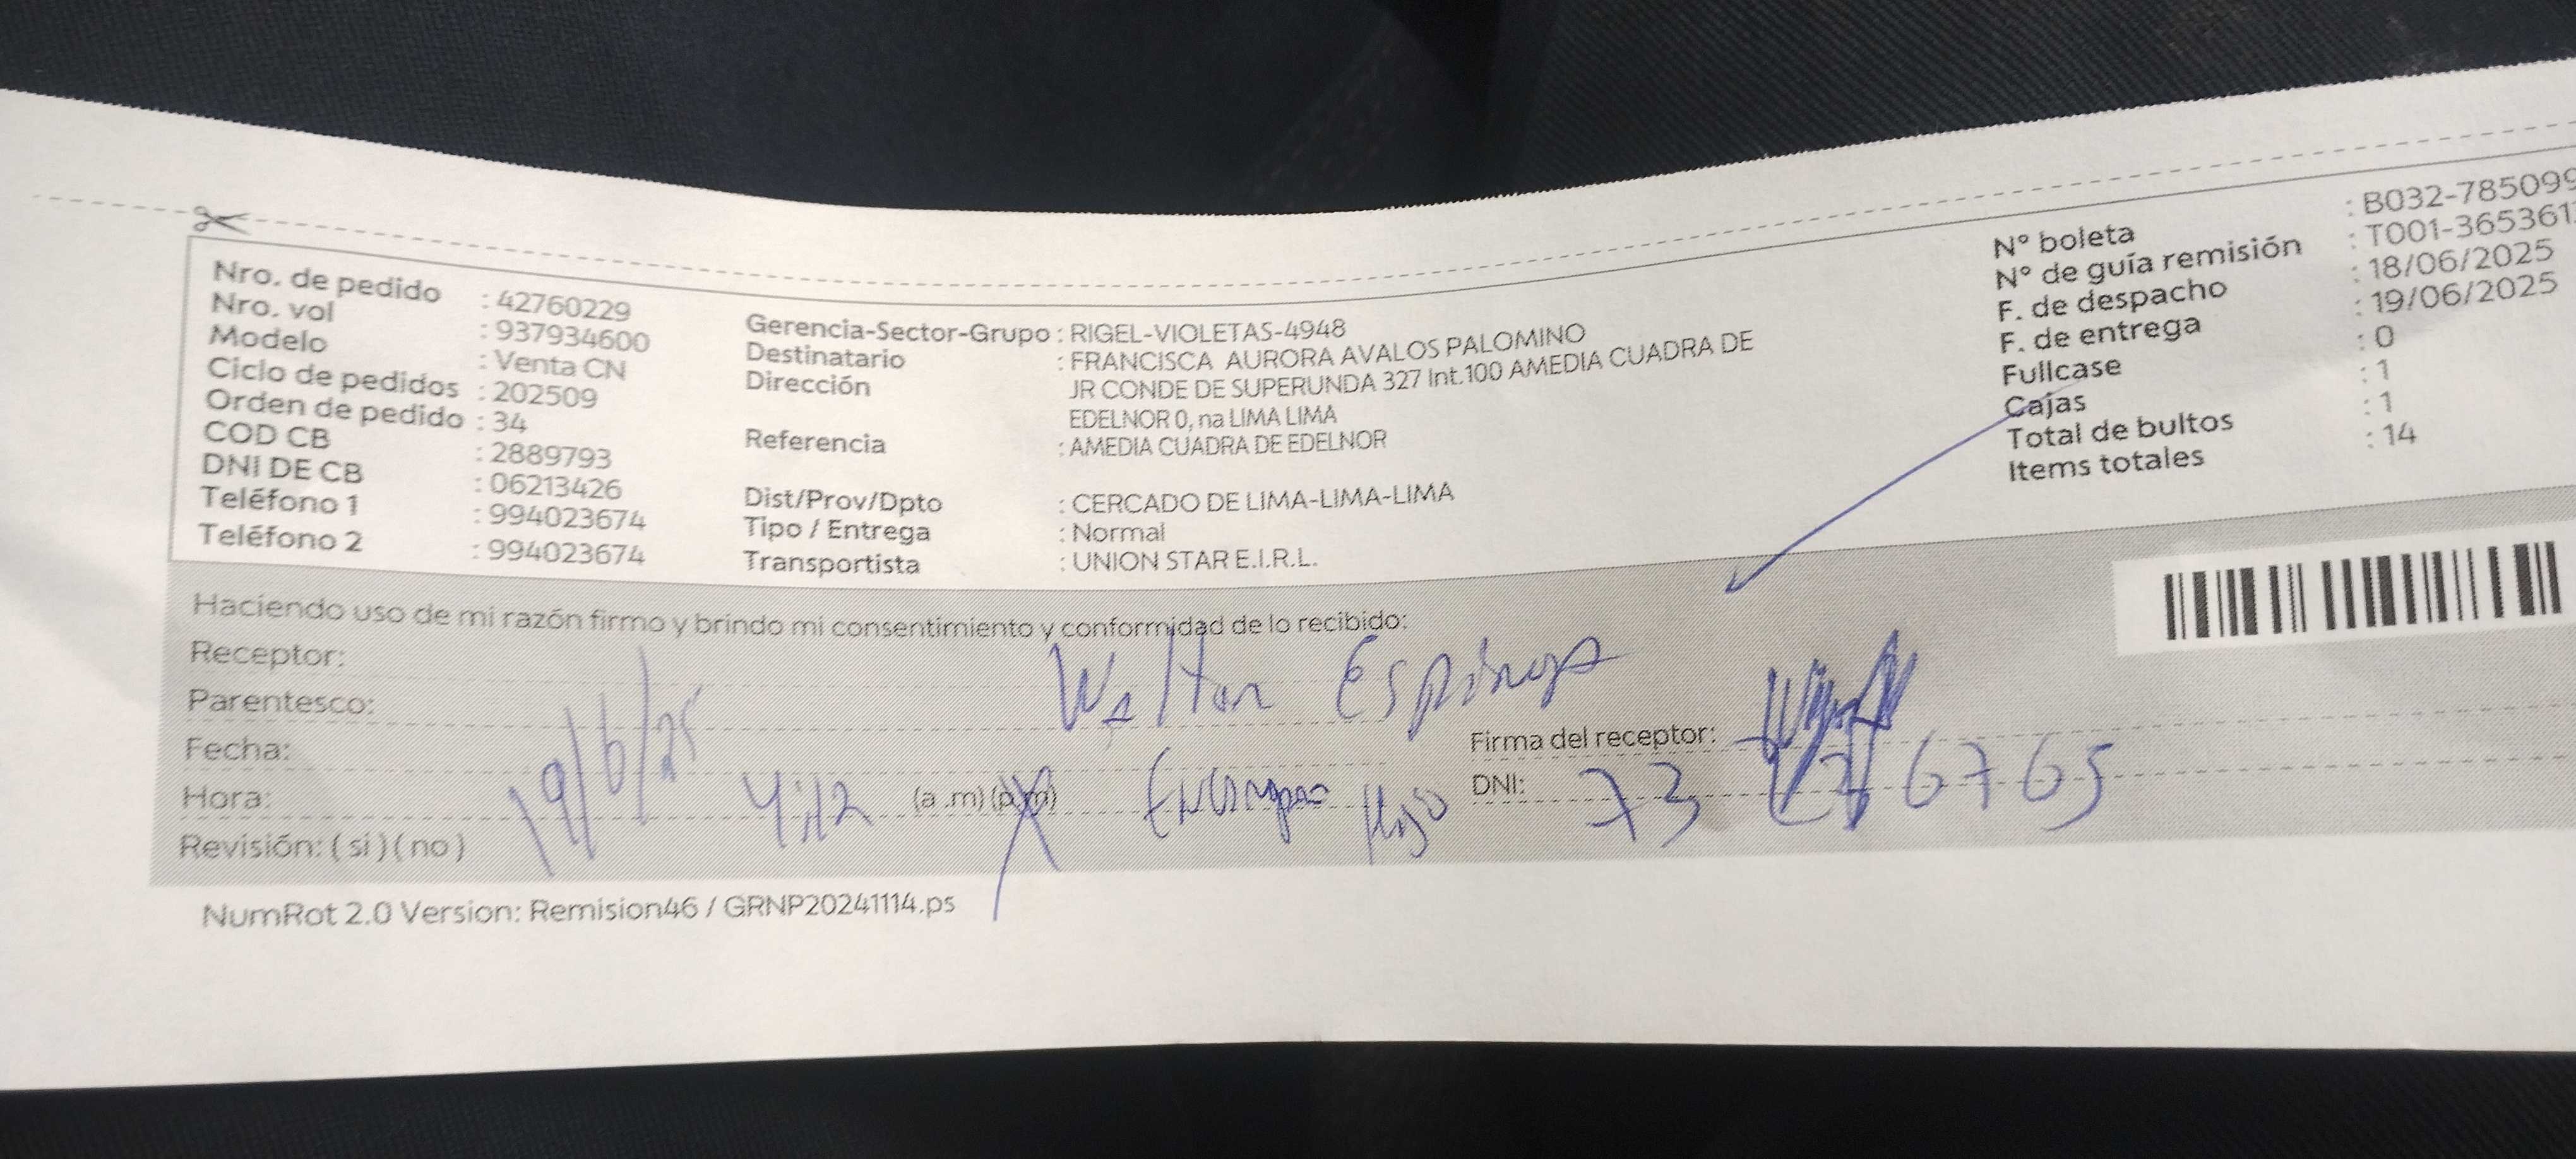 Nro. de pedido : 42760229
Nro. vol : 937934600
Modelo : Venta CN
Ciclo de pedidos : 202509
Orden de pedido : 34
COD CB : 2889793
DNI DE CB : 06213426
Teléfono 1 : 994023674
Teléfono 2 : 994023674
Gerencia-Sector-Grupo : RIGEL-VIOLETAS-4948
Destinatario : FRANCISCA AURORA AVALOS PALOMINO
Dirección JR CONDE DE SUPERUNDA 327 Int.100 AMEDIA CUADRA DE
EDELNOR 0, na LIMA LIMA
Referencia : AMEDIA CUADRA DE EDELNOR
Dist/Prov/Dpto : CERCADO DE LIMA-LIMA-LIMA
Tipo / Entrega : Normal
Transportista : UNION STAR E.I.R.L.
N° boleta : B032-785099
N° de guía remisión : T001-365361
F. de despacho : 18/06/2025
F. de entrega : 19/06/2025
Fullcase : 0
Cajas : 1
Total de bultos : 1
Items totales : 14
Haciendo uso de mi razón firmo y brindo mi consentimiento y conformidad de lo recibido:
Receptor: Walter Espinoza
Parentesco:
Fecha: 19/6/25
Hora: 4:12 (a .m) (p.m)
Revisión: ( si ) ( no )
Firma del receptor:
DNI: 73 6765
NumRot 2.0 Version: Remision46 / GRNP20241114.ps